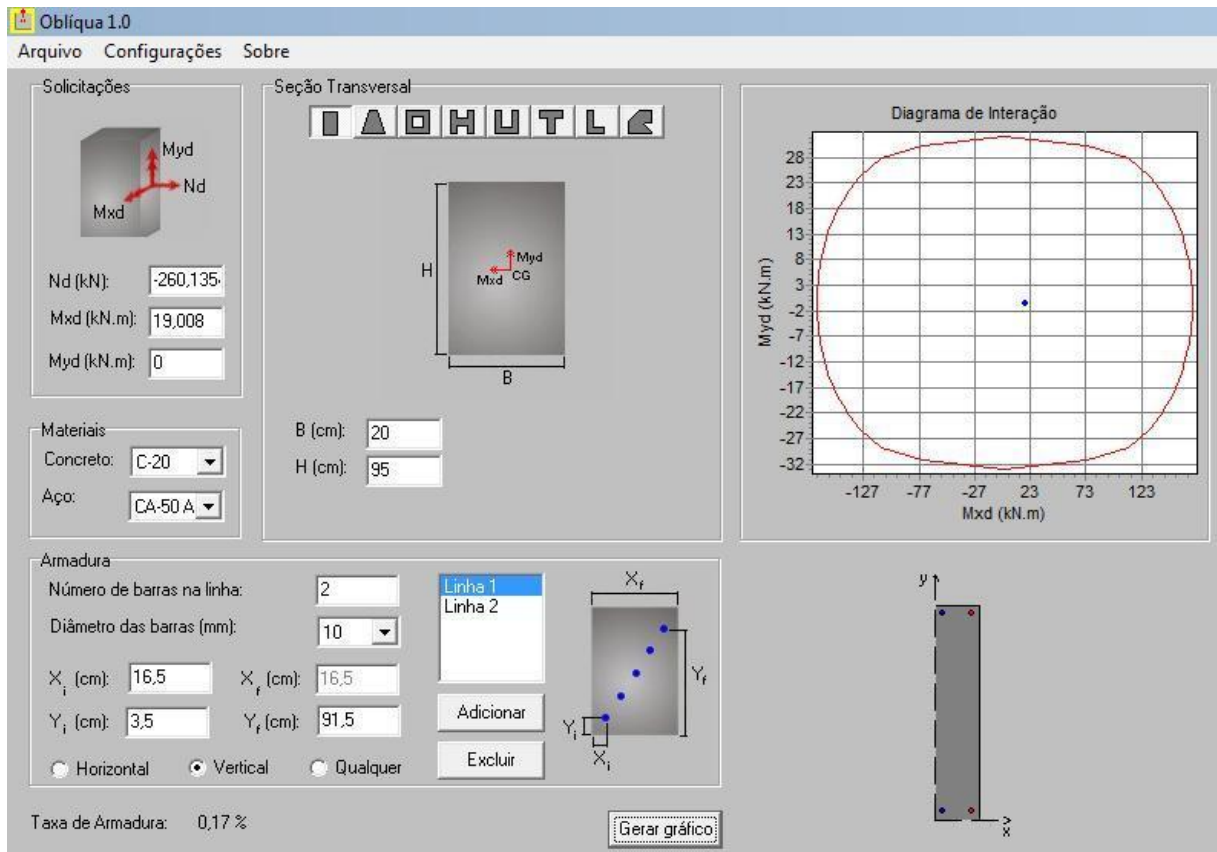 Oblíqua 1.0
Arquivo Configurações Sobre
Solicitações
Myd
Nd
Mxd
Nd (kN): -260,135
Mxd (kN.m): 19,008
Myd (kN.m): 0
Materiais
Concreto: C-20
Aço: CA-50 A
Seção Transversal
H
Myd
Mxd CG
B
B (cm): 20
H (cm): 95
Diagrama de Interação
Myd (kN.m)
28
23
18
13
8
3
-2
-7
-12
-17
-22
-27
-32
-127 -77 -27 23 73 123
Mxd (kN.m)
Armadura
Número de barras na linha: 2
Diâmetro das barras (mm): 10
Xi (cm): 16,5 Xf (cm): 16,5
Yi (cm): 3,5 Yf (cm): 91,5
Horizontal Vertical Qualquer
Linha 1
Linha 2
Adicionar
Excluir
Xf
Yf
Yi
Xi
y
x
Taxa de Armadura: 0,17 %
Gerar gráfico